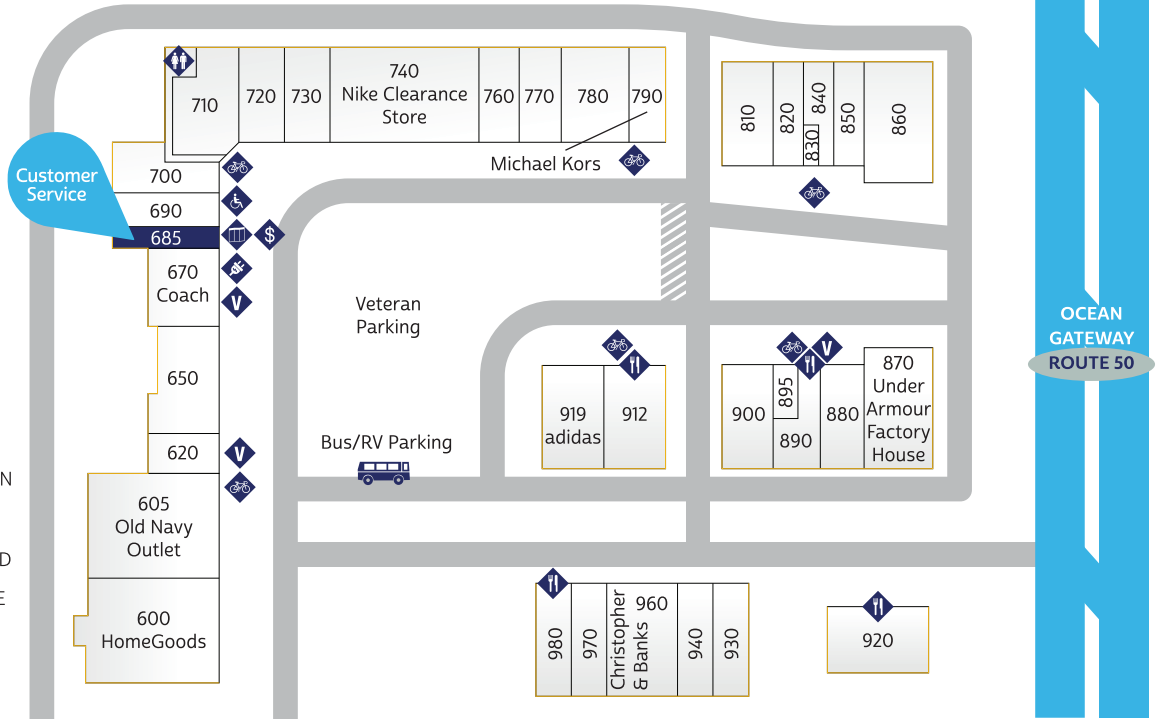 710
720
730
740
Nike Clearance
Store
760
770
780
790
Michael Kors
810
820
830
840
850
860
Customer
Service
700
690
685
$
670
Coach
V
650
620
V
605
Old Navy
Outlet
600
HomeGoods
Veteran
Parking
Bus/RV Parking
919
adidas
912
V
900
895
890
880
870
Under
Armour
Factory
House
OCEAN
GATEWAY
ROUTE 50
N
D
E
980
970
Christopher
& Banks
960
940
930
920